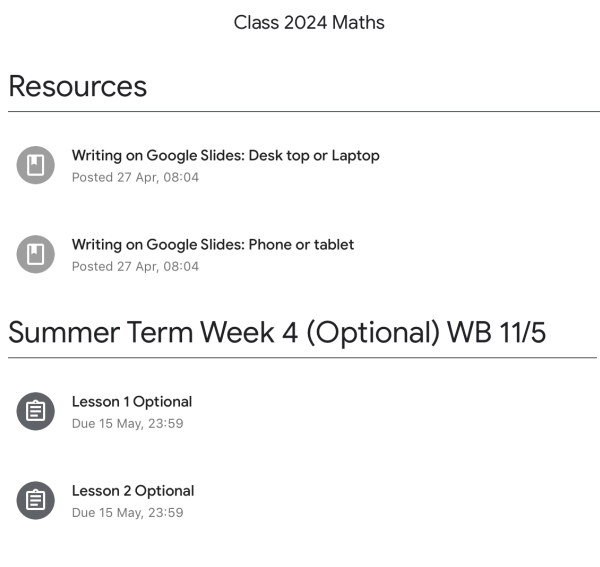 Class 2024 Maths
Resources
Writing on Google Slides: Desk top or Laptop
Posted 27 Apr, 08:04
Writing on Google Slides: Phone or tablet
Posted 27 Apr, 08:04
Summer Term Week 4 (Optional) WB 11/5
Lesson 1 Optional
Due 15 May, 23:59
Lesson 2 Optional
Due 15 May, 23:59